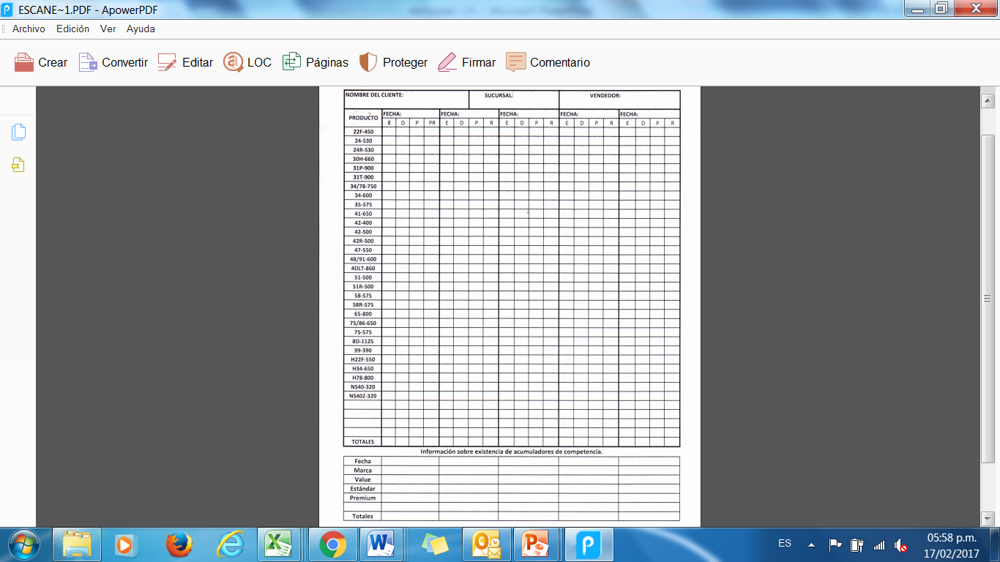 ESCANE~1.PDF - ApowerPDF
Archivo Edición Ver Ayuda
Crear Convertir Editar LOC Páginas Proteger Firmar Comentario
NOMBRE DEL CLIENTE: SUCURSAL: VENDEDOR:
PRODUCTO FECHA: FECHA: FECHA: FECHA: FECHA:
E D P PR E D P R E D P R E D P R E D P R
22F-450
24-530
24R-530
30H-660
31P-900
31T-900
34/78-750
34-600
35-575
41-650
42-400
42-500
42R-500
47-550
48/91-600
4DLT-860
51-500
51R-500
58-575
58R-575
65-800
75/86-650
75-575
8D-1125
99-390
H22F-550
H34-650
H78-800
NS40-320
NS40Z-320
TOTALES
Información sobre existencia de acumuladores de competencia.
Fecha
Marca
Value
Estándar
Premium
Totales
ES
05:58 p.m.
17/02/2017